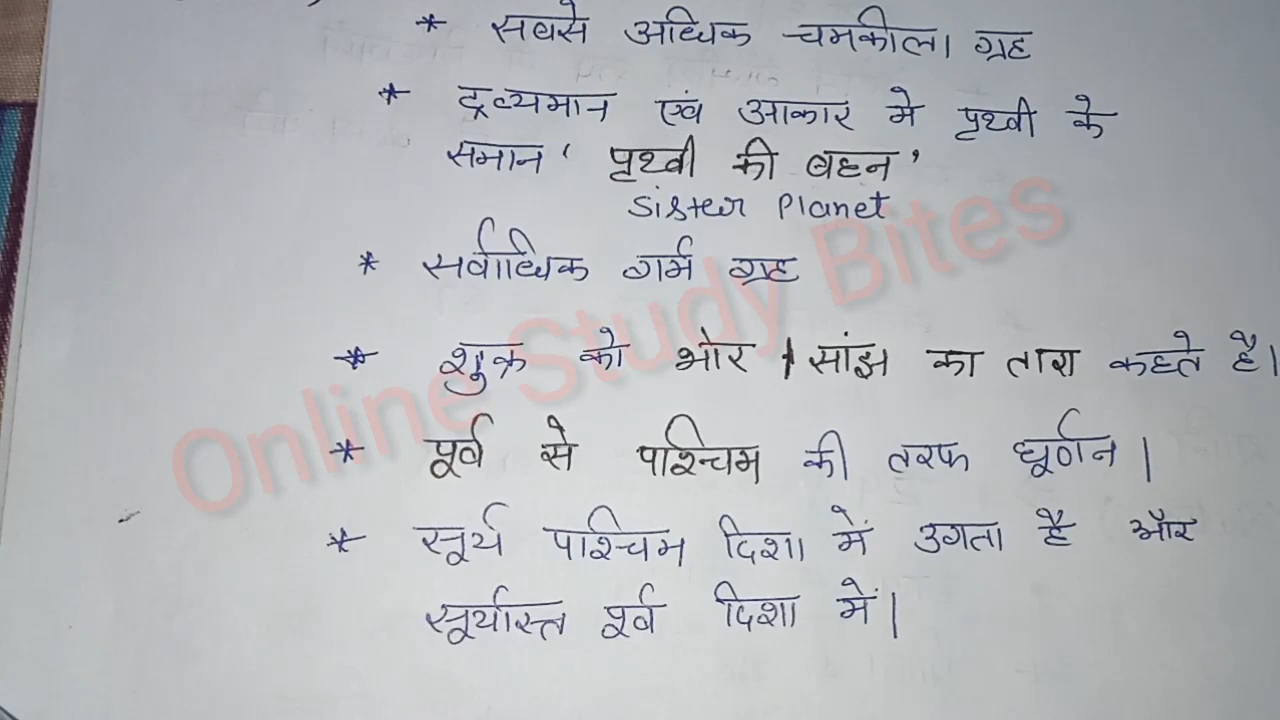 * सबसे अधिक चमकीला ग्रह
* द्रव्यमान एवं आकार मे पृथ्वी के
समान ' पृथ्वी की बहन '
Sister Planet
* सर्वाधिक गर्म ग्रह
* शुक्र को भोर / सांझ का तारा कहते है।
* पूर्व से पश्चिम की तरफ घूर्णन |
* सूर्य पश्चिम दिशा में उगता है और
सूर्यास्त पूर्व दिशा में |
Online Study Bites